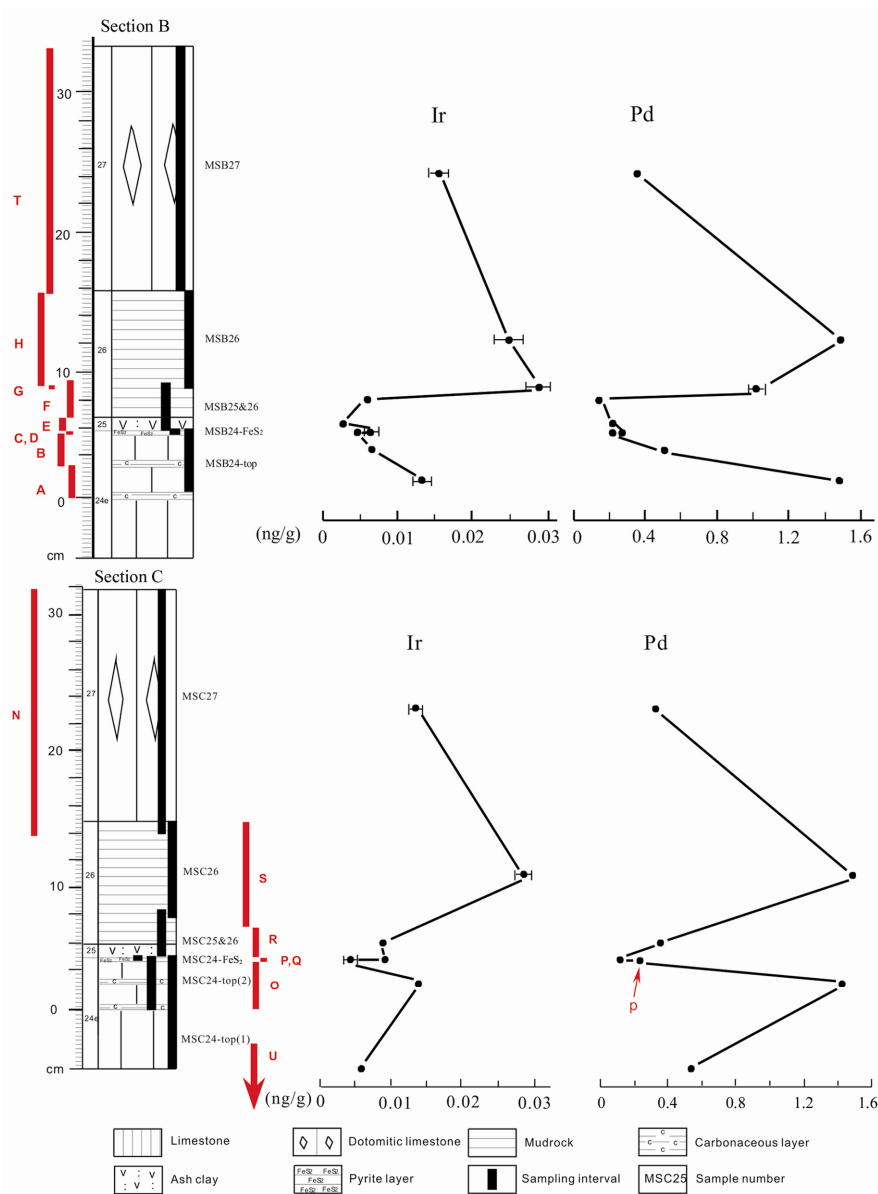 Section B
Ir
Pd
30
20
10
0
cm
T
H
G
F
E
C, D
B
A
27
26
25
24e
V : V : V
FeS₂ FeS₂
c c
c c
MSB27
MSB26
MSB25&26
MSB24-FeS₂
MSB24-top
(ng/g)
0 0.01 0.02 0.03
0 0.4 0.8 1.2 1.6
Section C
Ir
Pd
30
20
10
0
cm
N
27
26
25
24e
c c
c c
MSC27
MSC26
MSC25&26
MSC24-FeS₂
MSC24-top(2)
MSC24-top(1)
S
R
P,Q
O
U
p
(ng/g)
0 0.01 0.02 0.03
0 0.4 0.8 1.2 1.6
Limestone
Dotomitic limestone
Mudrock
c c c c
Carbonaceous layer
V : V : V
Ash clay
FeS₂ FeS₂
FeS₂
FeS₂ FeS₂
Pyrite layer
Sampling interval
MSC25
Sample number